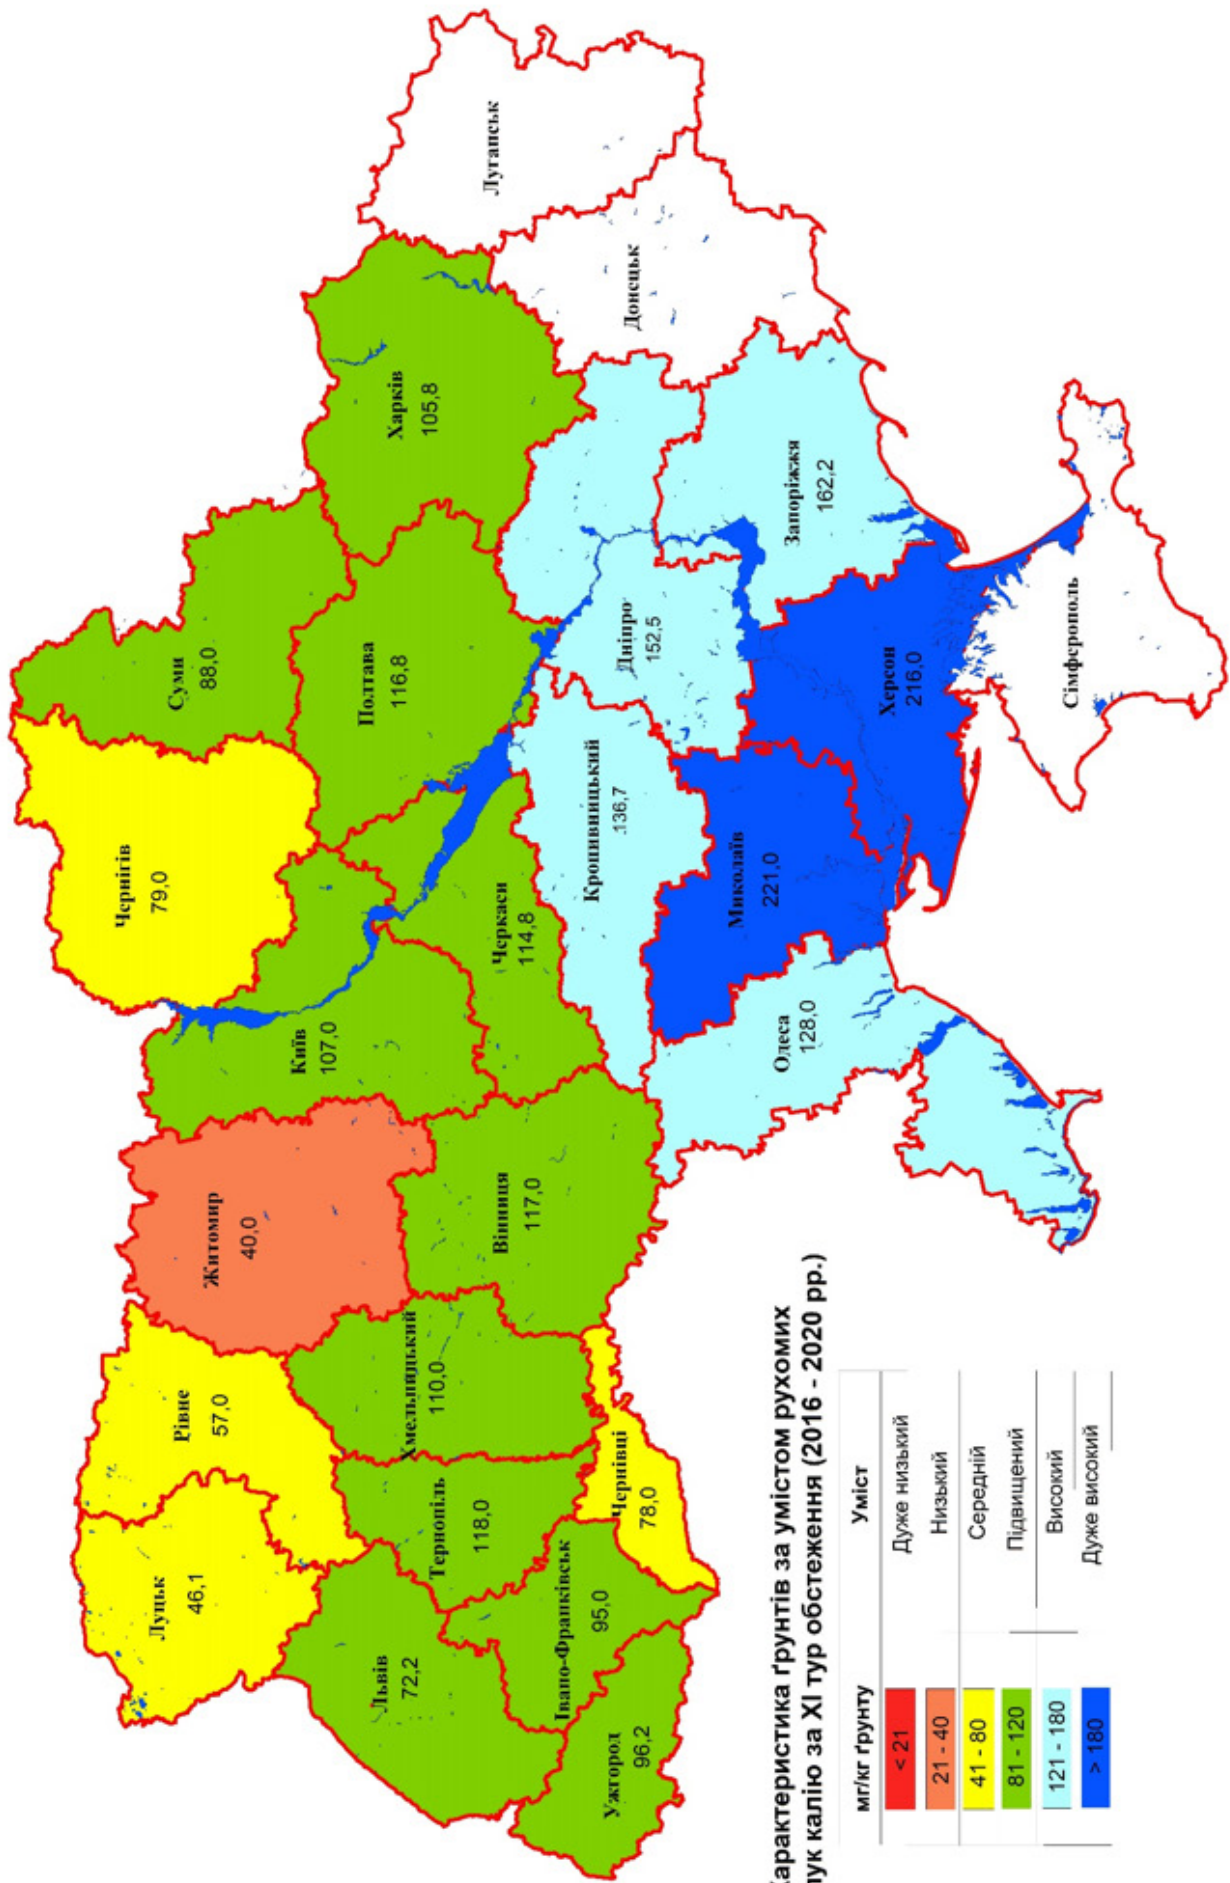 Луганськ
Донецьк
Харків
105,8
Запоріжжя
162,2
Суми
88,0
Полтава
116,8
Дніпро
152,5
Херсон
216,0
Сімферополь
Чернігів
79,0
Черкаси
114,8
Кропивницький
136,7
Миколаїв
221,0
Київ
107,0
Одеса
128,0
Житомир
40,0
Вінниця
117,0
Рівне
57,0
Хмельницький
110,0
Чернівці
78,0
Луцьк
46,1
Тернопіль
118,0
Львів
72,2
Івано-Франківськ
95,0
Ужгород
96,2
Характеристика ґрунтів за умістом рухомих
лук калію за XI тур обстеження (2016 - 2020 рр.)
мг/кг ґрунту Уміст
< 21 Дуже низький
21 - 40 Низький
41 - 80 Середній
81 - 120 Підвищений
121 - 180 Високий
> 180 Дуже високий